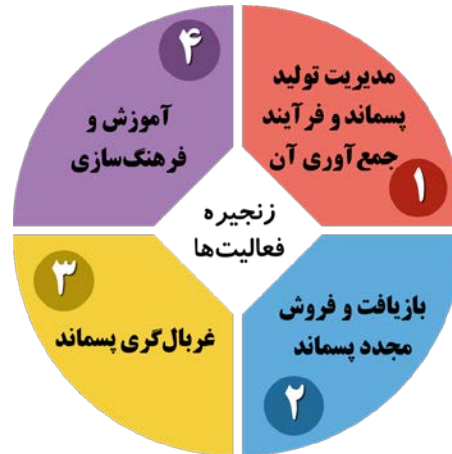 زنجیره
فعالیت‌ها
مدیریت تولید
پسماند و فرآیند
جمع‌آوری آن
۱
بازیافت و فروش
مجدد پسماند
۲
۳
غربال‌گری پسماند
۴
آموزش و
فرهنگ‌سازی